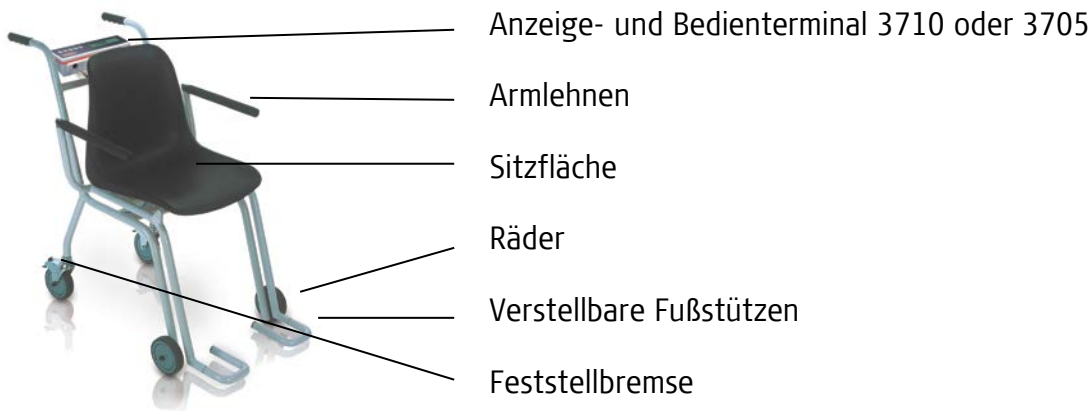 Anzeige- und Bedienterminal 3710 oder 3705
Armlehnen
Sitzfläche
Räder
Verstellbare Fußstützen
Feststellbremse